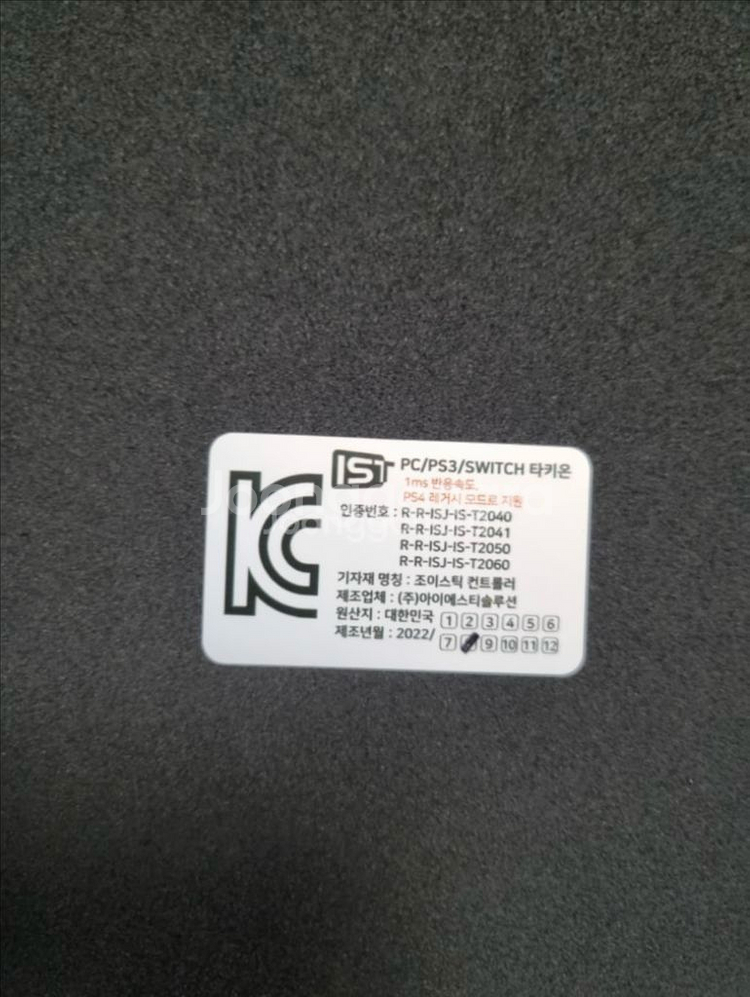 IST PC/PS3/SWITCH 타키온
1ms 반응속도,
PS4 레거시 모드로 지원
인증번호 : R-R-ISJ-IS-T2040
R-R-ISJ-IS-T2041
R-R-ISJ-IS-T2050
R-R-ISJ-IS-T2060
기자재 명칭 : 조이스틱 컨트롤러
제조업체 : (주)아이에스티솔루션
원산지 : 대한민국
제조년월 : 2022/
1 2 3 4 5 6
7 9 10 11 12
KC